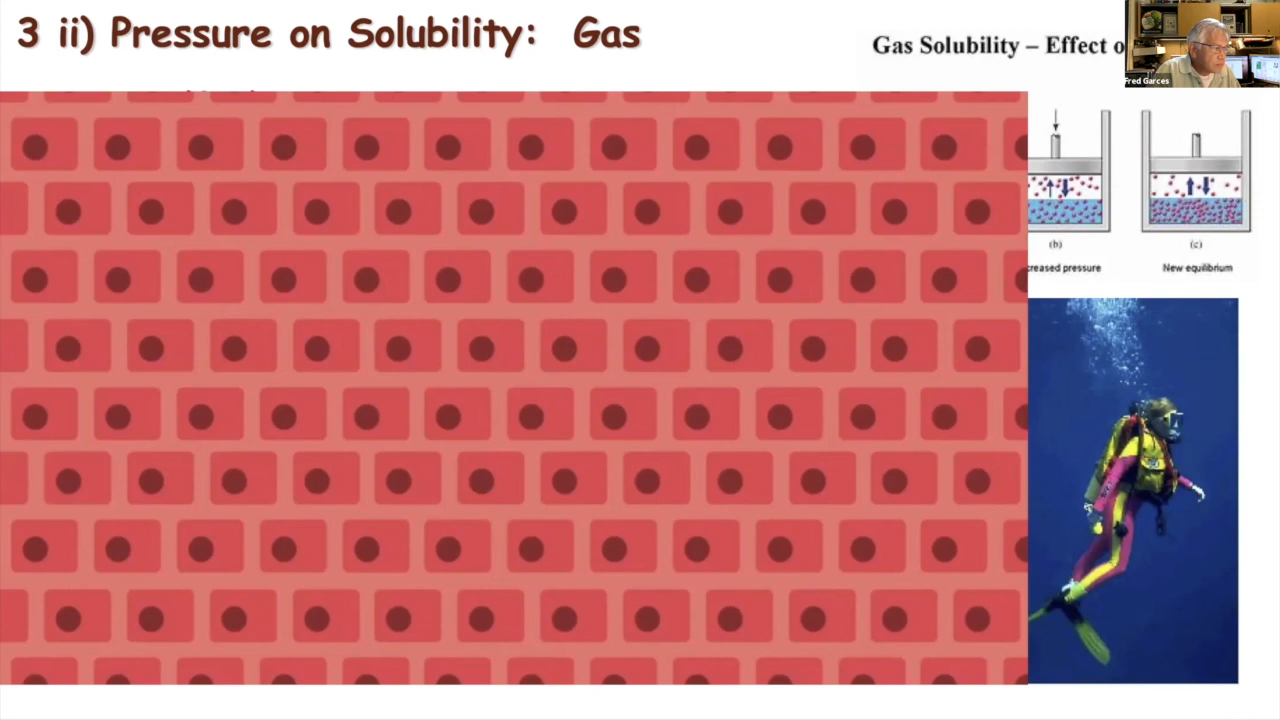 3 ii) Pressure on Solubility: Gas
Gas Solubility – Effect o
Fred Garces
(b)
(c)
creased pressure
New equilibrium